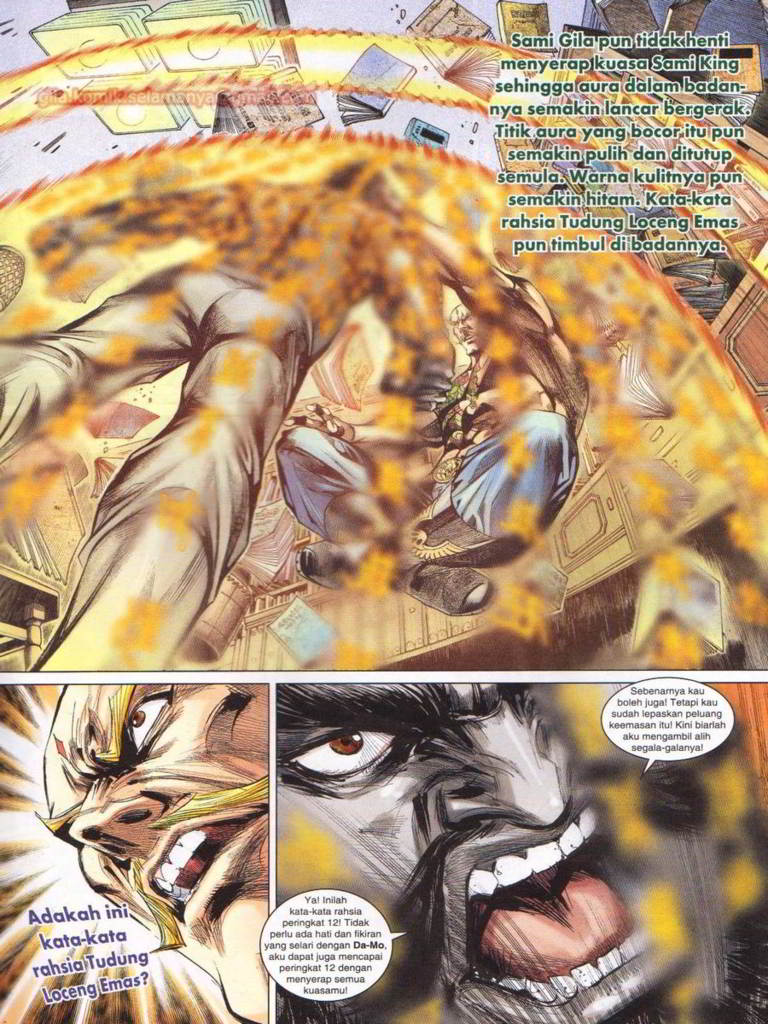 Sami Gila pun tidak henti
menyerap kuasa Sami King
sehingga aura dalam badan-
nya semakin lancar bergerak.
Titik aura yang bocor itu pun
semakin pulih dan ditutup
semula. Warna kulitnya pun
semakin hitam. Kata-kata
rahsia Tudung Loceng Emas
pun timbul di badannya.
Adakah ini
kata-kata
rahsia Tudung
Loceng Emas?
Sebenarnya kau
boleh juga! Tetapi kau
sudah lepaskan peluang
keemasan itu! Kini biarlah
aku mengambil alih
segala-galanya!
Ya! Inilah
kata-kata rahsia
peringkat 12! Tidak
perlu ada hati dan fikiran
yang selari dengan Da-Mo,
aku dapat juga mencapai
peringkat 12 dengan
menyerap semua
kuasamu!